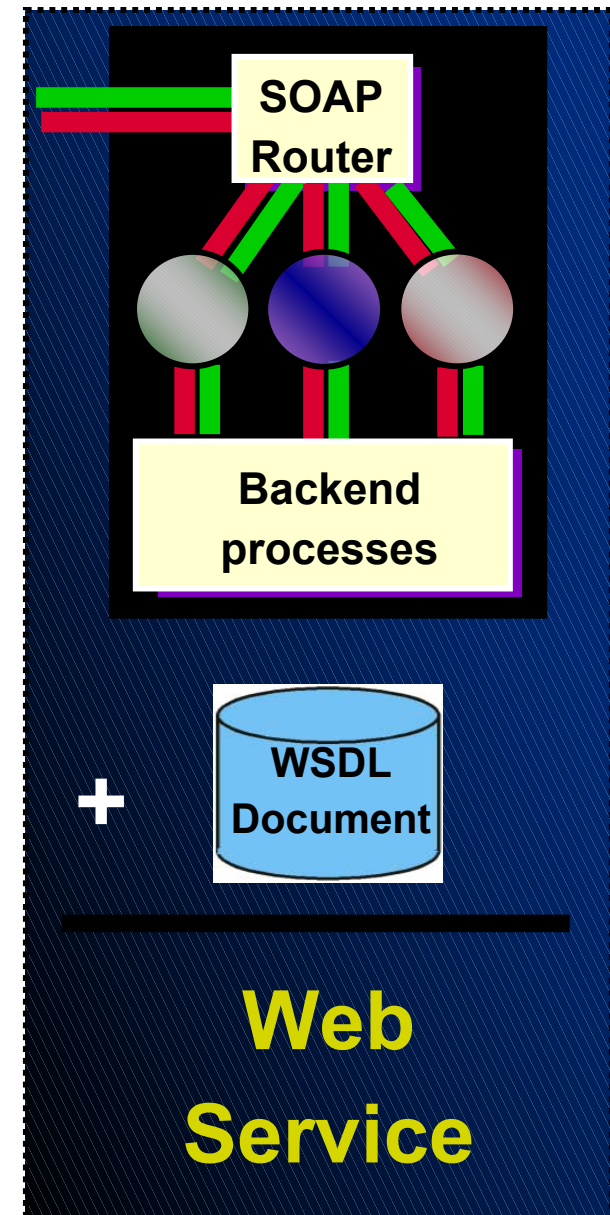 SOAP
Router
Backend
processes
+
WSDL
Document
Web
Service